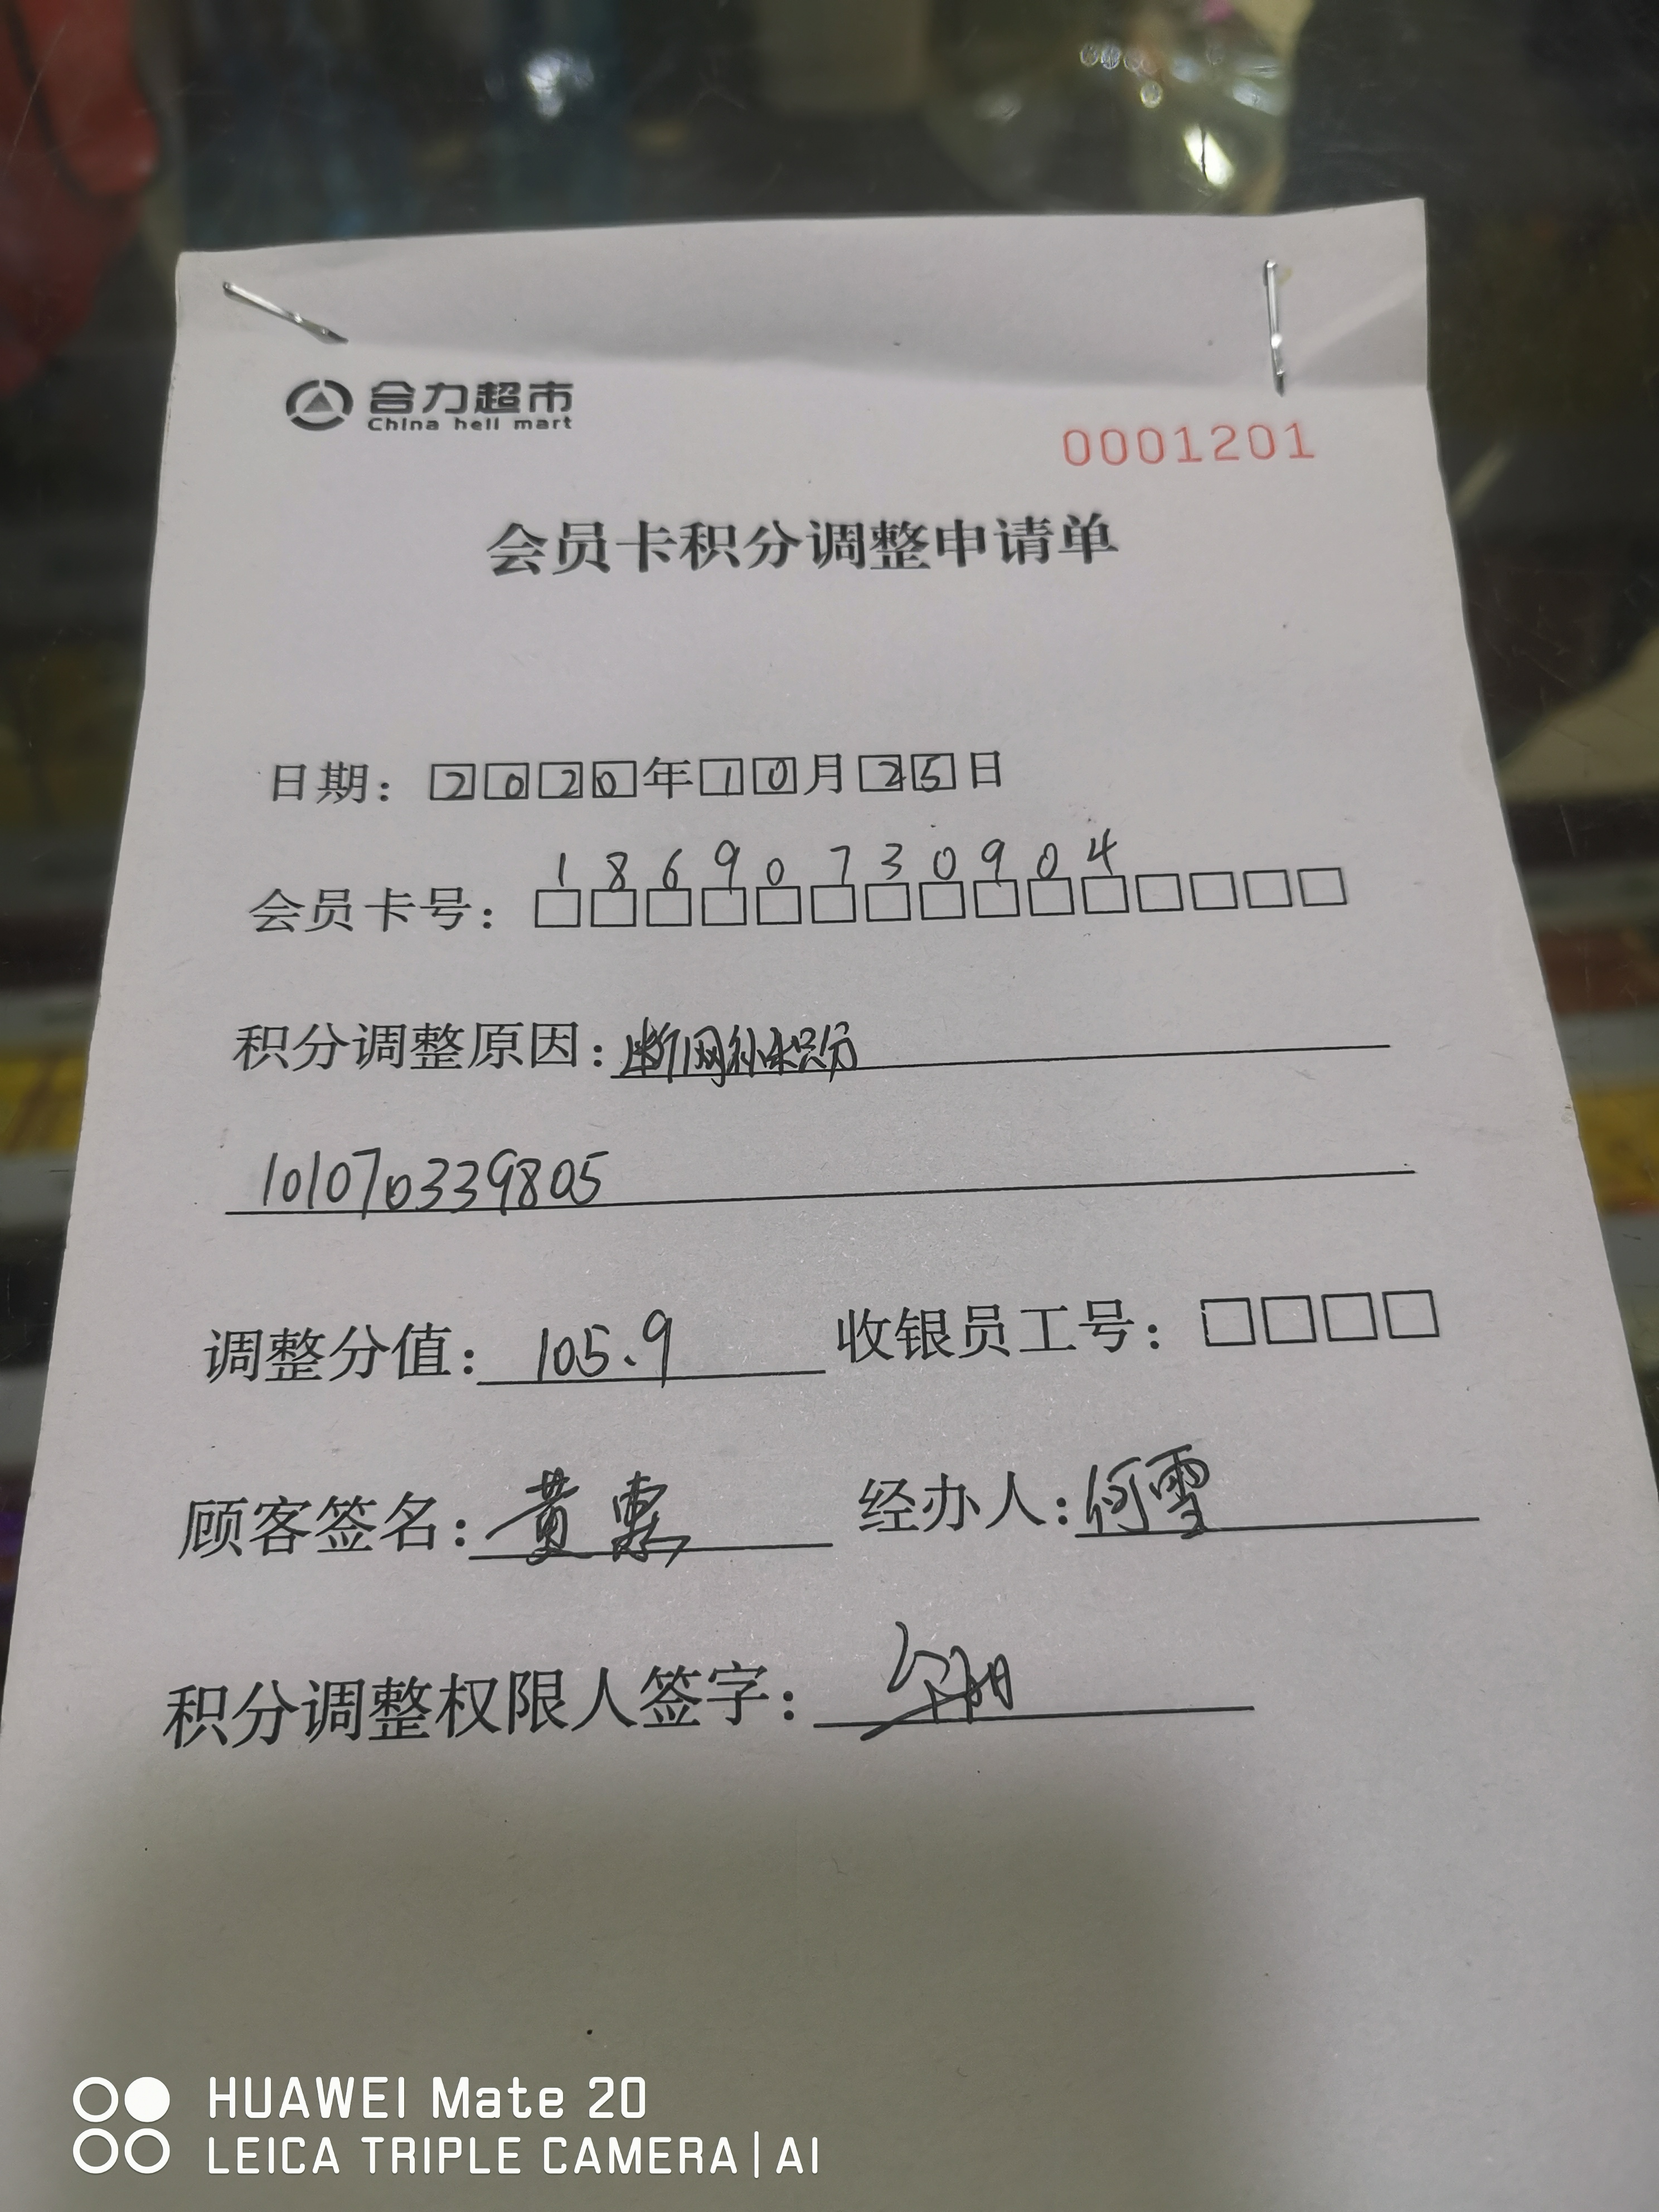 合力超市
China heli mart
0001201
会员卡积分调整申请单
日期：2020年10月25日
会员卡号：18690730904
积分调整原因：断网补积分
101070339805
调整分值：105.9 收银员工号：
顾客签名：黄惠 经办人：何雪
积分调整权限人签字：
HUAWEI Mate 20
LEICA TRIPLE CAMERA | AI